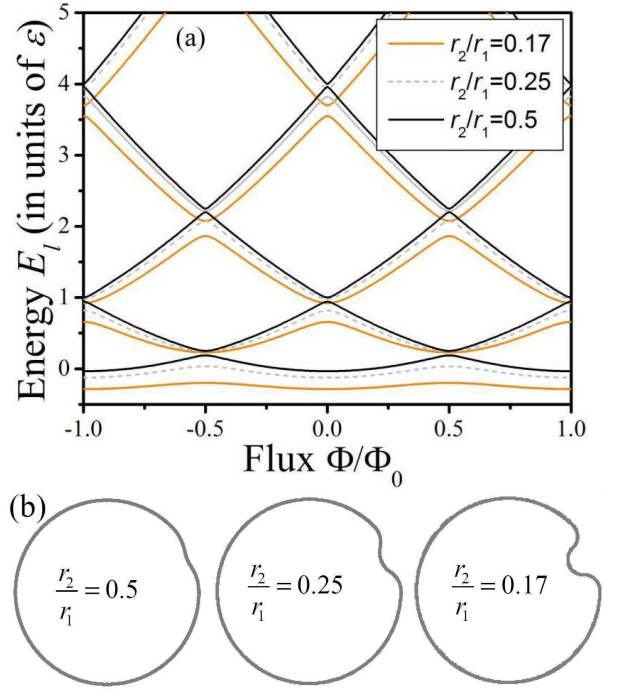 (a)
r₂/r₁=0.17
r₂/r₁=0.25
r₂/r₁=0.5
Energy E_l (in units of ε)
5
4
3
2
1
0
-1.0 -0.5 0.0 0.5 1.0
Flux Φ/Φ₀
(b)
r₂/r₁ = 0.5
r₂/r₁ = 0.25
r₂/r₁ = 0.17